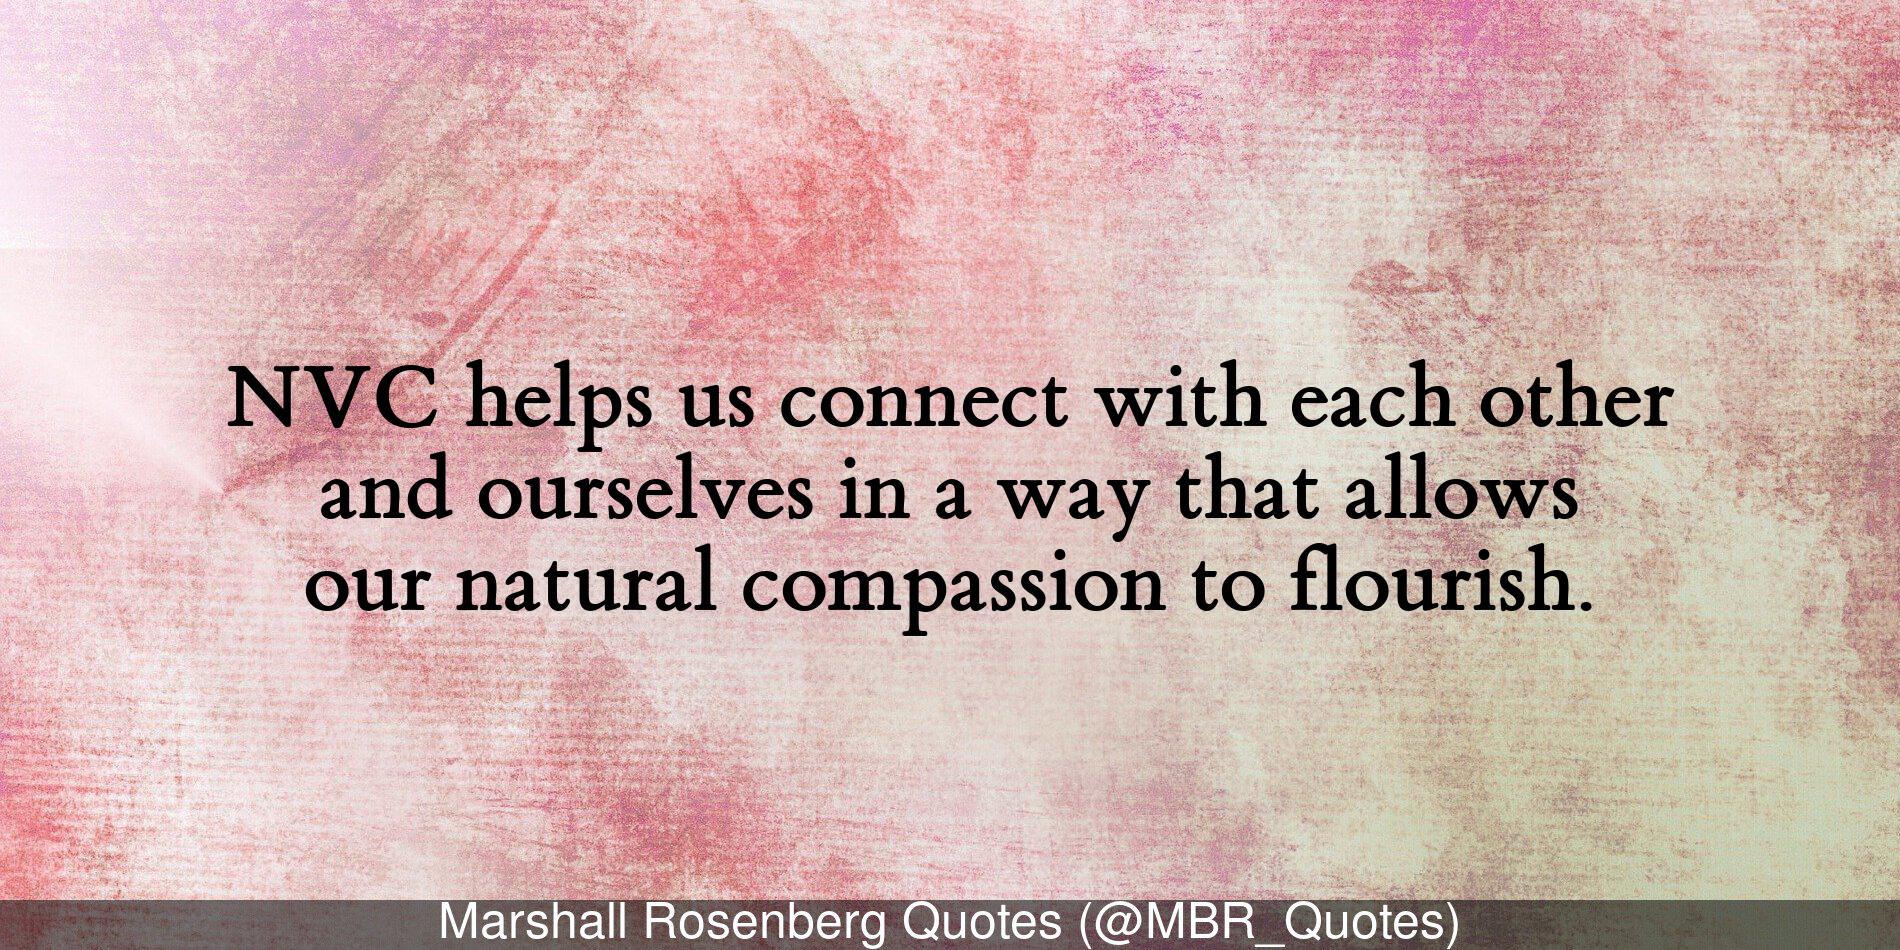 NVC helps us connect with each other
and ourselves in a way that allows
our natural compassion to flourish.
Marshall Rosenberg Quotes (@MBR_Quotes)